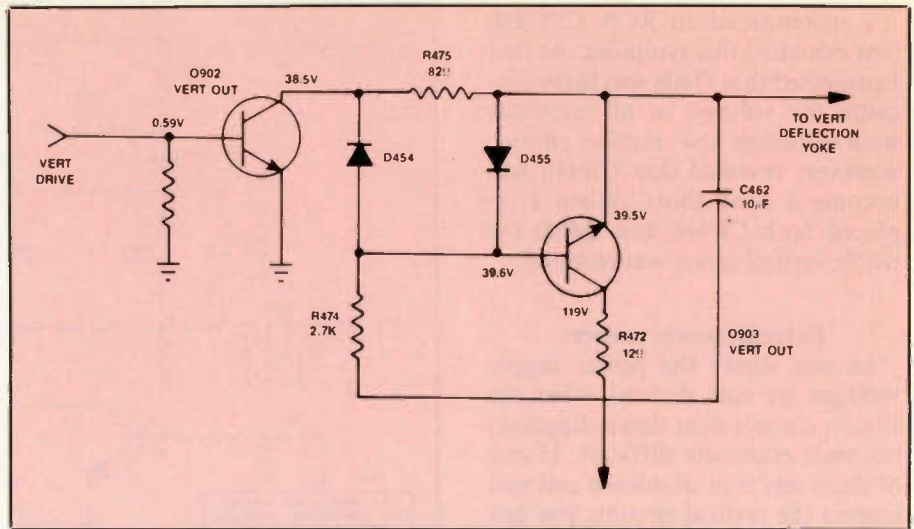 Q902
VERT OUT
38.5V
R475
82Ω
0.59V
VERT
DRIVE
D454
D455
TO VERT
DEFLECTION
YOKE
C462
10µF
39.5V
39.6V
119V
R474
2.7K
R472
12Ω
Q903
VERT OUT